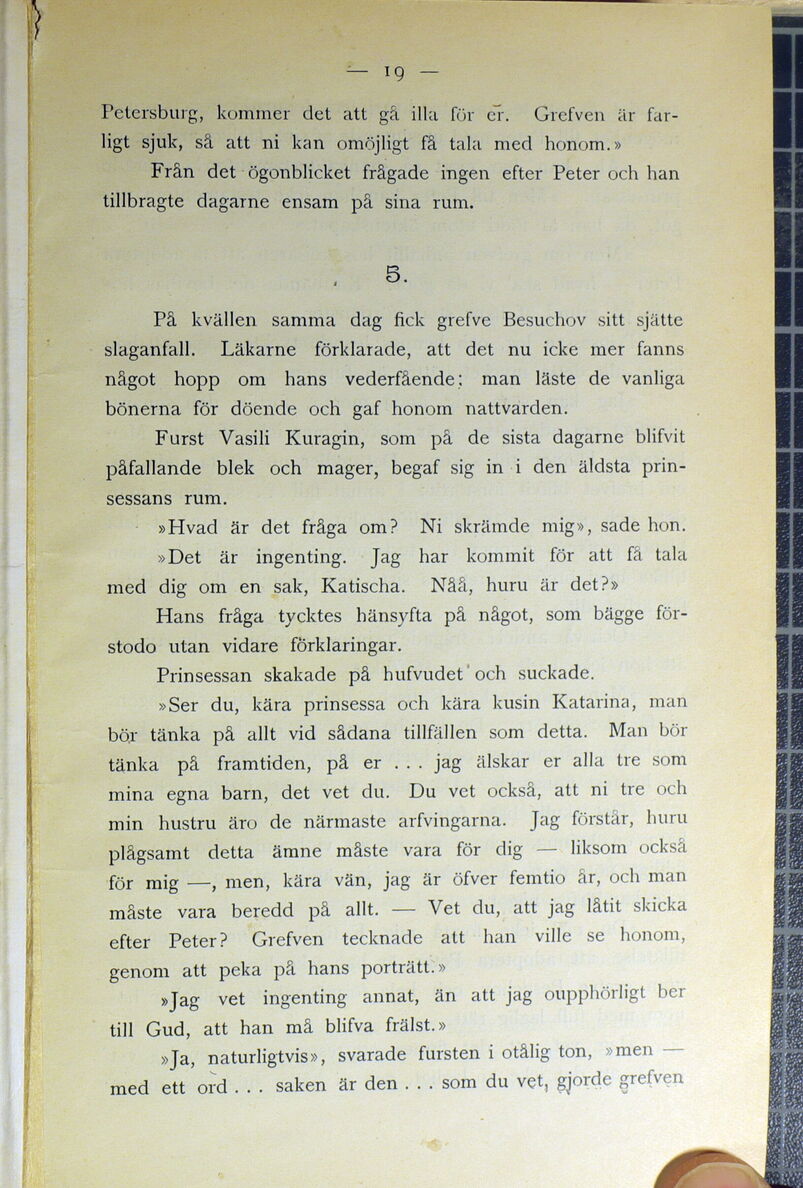 — 19 —
Petersburg, kommer det att gå illa för er. Grefven är far-
ligt sjuk, så att ni kan omöjligt få tala med honom.»
Från det ögonblicket frågade ingen efter Peter och han
tillbragte dagarne ensam på sina rum.
5.
På kvällen samma dag fick grefve Besuchov sitt sjätte
slaganfall. Läkarne förklarade, att det nu icke mer fanns
något hopp om hans vederfående; man läste de vanliga
bönerna för döende och gaf honom nattvarden.
Furst Vasili Kuragin, som på de sista dagarne blifvit
påfallande blek och mager, begaf sig in i den äldsta prin-
sessans rum.
»Hvad är det fråga om? Ni skrämde mig», sade hon.
»Det är ingenting. Jag har kommit för att få tala
med dig om en sak, Katischa. Nåå, huru är det?»
Hans fråga tycktes hänsyfta på något, som bägge för-
stodo utan vidare förklaringar.
Prinsessan skakade på hufvudet och suckade.
»Ser du, kära prinsessa och kära kusin Katarina, man
bör tänka på allt vid sådana tillfällen som detta. Man bör
tänka på framtiden, på er . . . jag älskar er alla tre som
mina egna barn, det vet du. Du vet också, att ni tre och
min hustru äro de närmaste arfvingarna. Jag förstår, huru
plågsamt detta ämne måste vara för dig — liksom också
för mig —, men, kära vän, jag är öfver femtio år, och man
måste vara beredd på allt. — Vet du, att jag låtit skicka
efter Peter? Grefven tecknade att han ville se honom,
genom att peka på hans porträtt.»
»Jag vet ingenting annat, än att jag oupphörligt ber
till Gud, att han må blifva frälst.»
»Ja, naturligtvis», svarade fursten i otålig ton, »men —
med ett ord . . . saken är den . . . som du vet, gjorde grefven